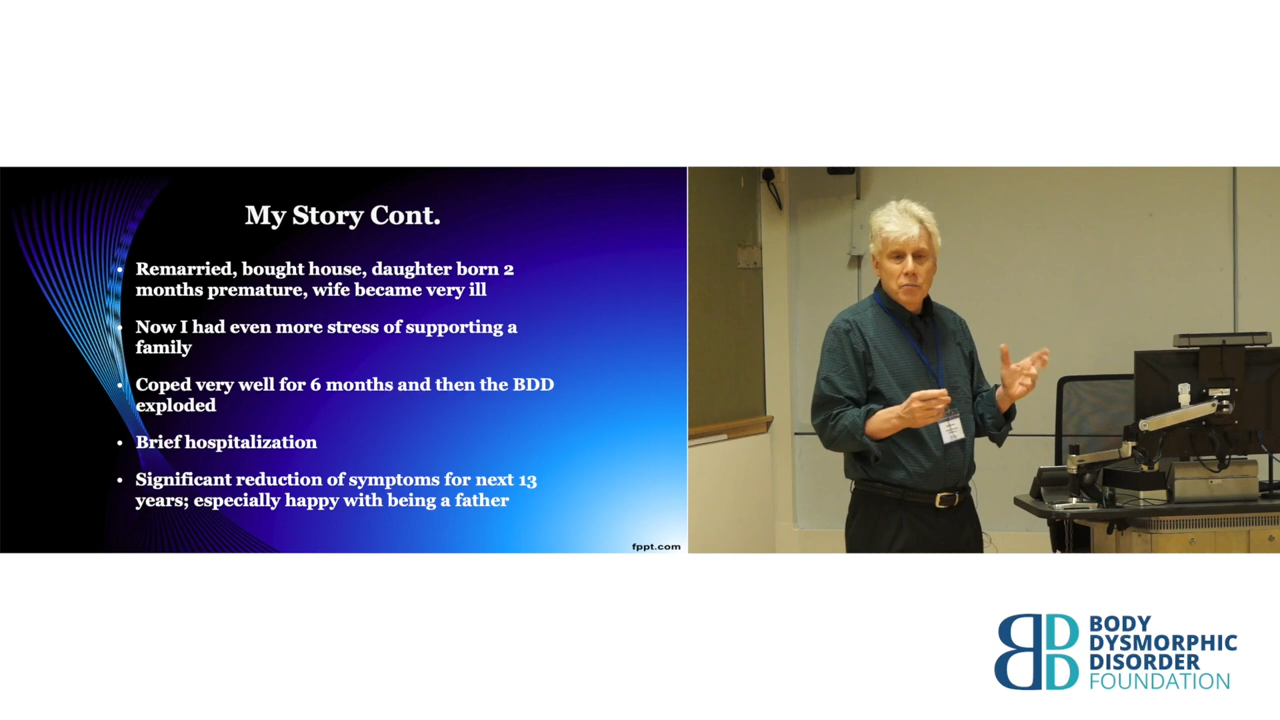 My Story Cont.
• Remarried, bought house, daughter born 2
months premature, wife became very ill
• Now I had even more stress of supporting a
family
• Coped very well for 6 months and then the BDD
exploded
• Brief hospitalization
• Significant reduction of symptoms for next 13
years; especially happy with being a father
fppt.com
BODY
DYSMORPHIC
DISORDER
FOUNDATION